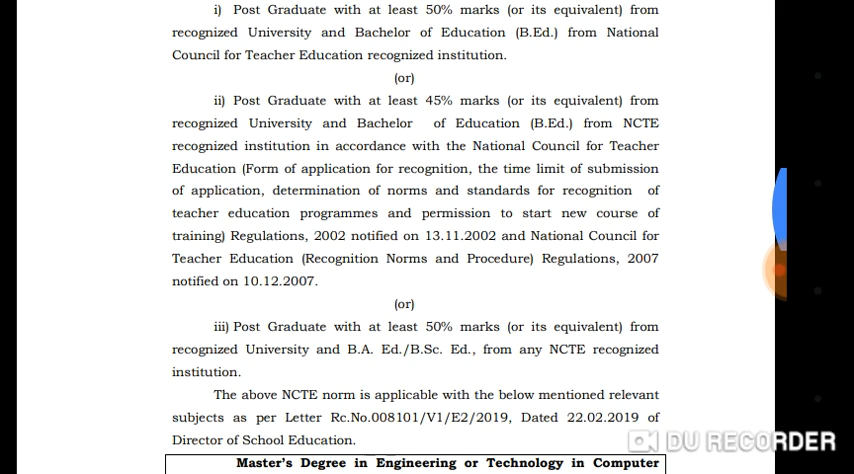 i) Post Graduate with at least 50% marks (or its equivalent) from
recognized University and Bachelor of Education (B.Ed.) from National
Council for Teacher Education recognized institution.
(or)
ii) Post Graduate with at least 45% marks (or its equivalent) from
recognized University and Bachelor of Education (B.Ed.) from NCTE
recognized institution in accordance with the National Council for Teacher
Education (Form of application for recognition, the time limit of submission
of application, determination of norms and standards for recognition of
teacher education programmes and permission to start new course of
training) Regulations, 2002 notified on 13.11.2002 and National Council for
Teacher Education (Recognition Norms and Procedure) Regulations, 2007
notified on 10.12.2007.
(or)
iii) Post Graduate with at least 50% marks (or its equivalent) from
recognized University and B.A. Ed./B.Sc. Ed., from any NCTE recognized
institution.
The above NCTE norm is applicable with the below mentioned relevant
subjects as per Letter Rc.No.008101/V1/E2/2019, Dated 22.02.2019 of
Director of School Education.
DU RECORDER
Master's Degree in Engineering or Technology in Computer